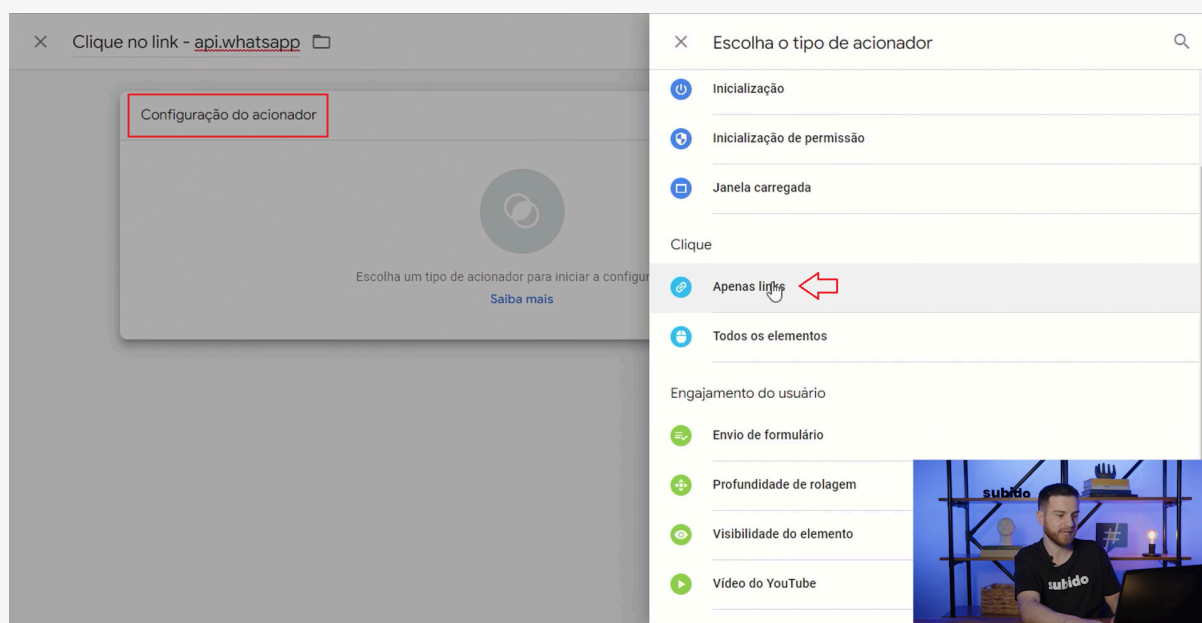 Clique no link - api.whatsapp
Configuração do acionador
Escolha um tipo de acionador para iniciar a configur
Saiba mais
Escolha o tipo de acionador
Inicialização
Inicialização de permissão
Janela carregada
Clique
Apenas links
Todos os elementos
Engajamento do usuário
Envio de formulário
Profundidade de rolagem
Visibilidade do elemento
Vídeo do YouTube
subido
#
subido